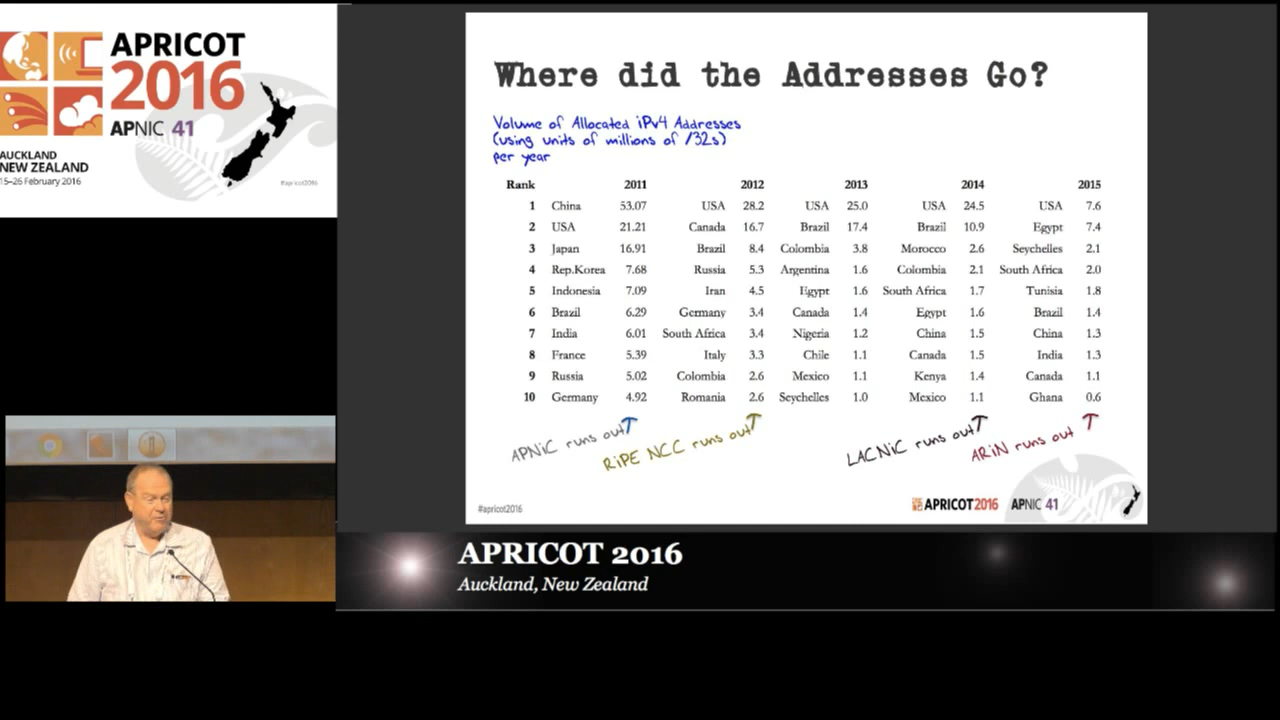 APRICOT
2016
APNIC 41
AUCKLAND
NEW ZEALAND
15–26 February 2016
#apricot2016
Where did the Addresses Go?
Volume of Allocated iPv4 Addresses
(using units of millions of /32s)
per year
Rank 2011 2012 2013 2014 2015
1 China 53.07 USA 28.2 USA 25.0 USA 24.5 USA 7.6
2 USA 21.21 Canada 16.7 Brazil 17.4 Brazil 10.9 Egypt 7.4
3 Japan 16.91 Brazil 8.4 Colombia 3.8 Morocco 2.6 Seychelles 2.1
4 Rep.Korea 7.68 Russia 5.3 Argentina 1.6 Colombia 2.1 South Africa 2.0
5 Indonesia 7.09 Iran 4.5 Egypt 1.6 South Africa 1.7 Tunisia 1.8
6 Brazil 6.29 Germany 3.4 Canada 1.4 Egypt 1.6 Brazil 1.4
7 India 6.01 South Africa 3.4 Nigeria 1.2 China 1.5 China 1.3
8 France 5.39 Italy 3.3 Chile 1.1 Canada 1.5 India 1.3
9 Russia 5.02 Colombia 2.6 Mexico 1.1 Kenya 1.4 Canada 1.1
10 Germany 4.92 Romania 2.6 Seychelles 1.0 Mexico 1.1 Ghana 0.6
APNiC runs out
RiPE NCC runs out
LACNiC runs out
ARiN runs out
#apricot2016
APRICOT 2016 APNIC 41
APRICOT 2016
Auckland, New Zealand